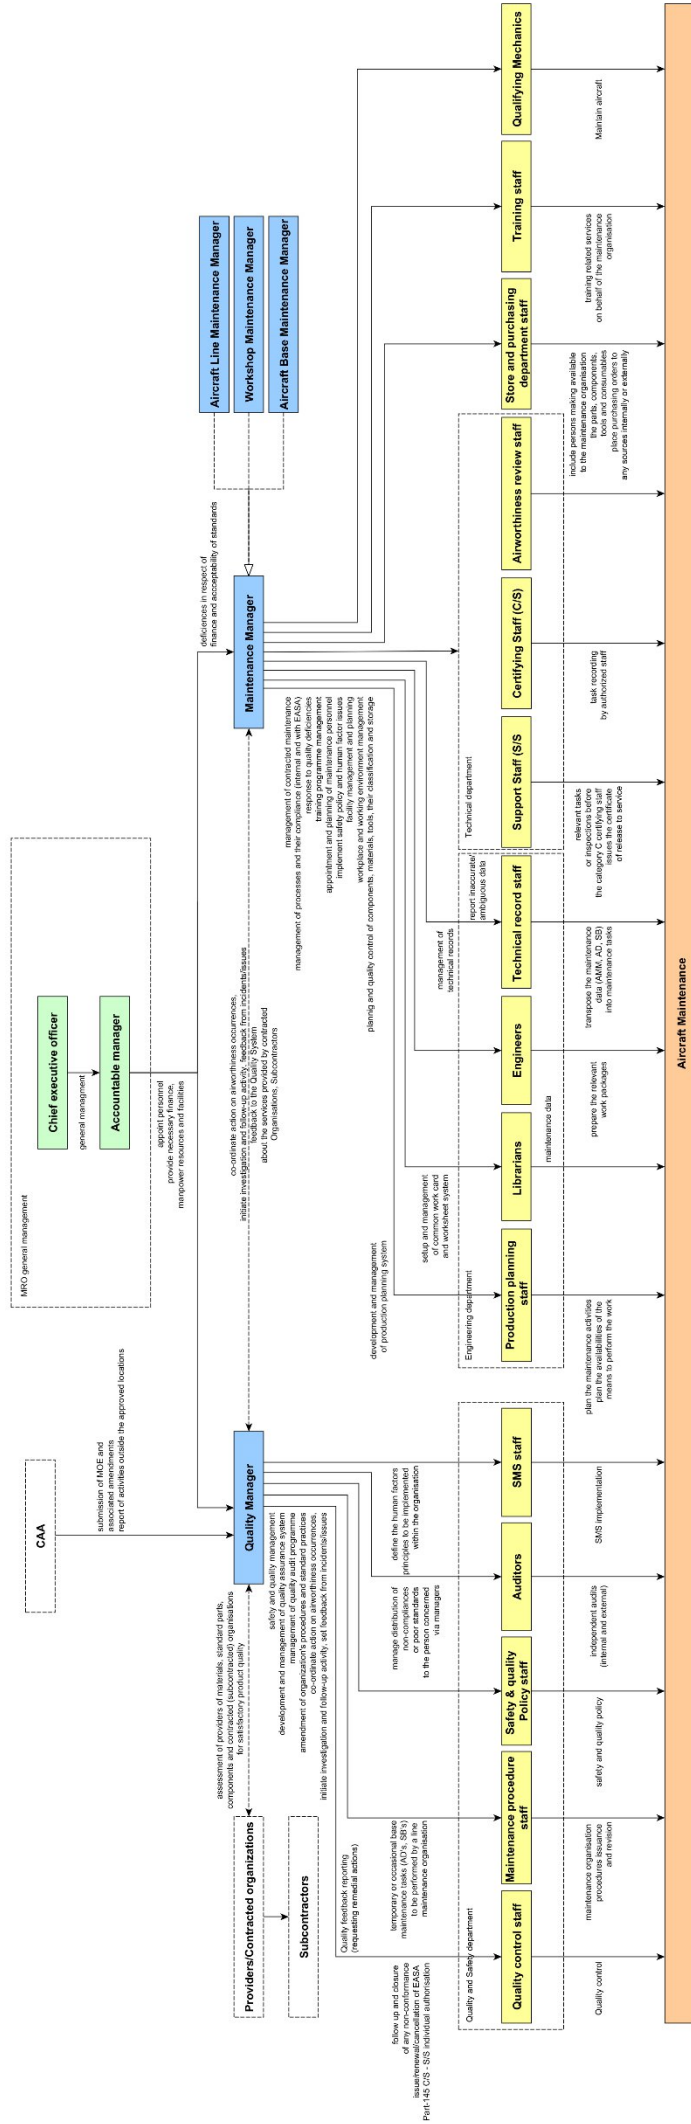 CAA
submission of MOE and
associated amendments
report of activities outside the approved locations
MRO general management
Chief executive officer
general managment
Accountable manager
appoint personnel
provide necessary finance,
manpower resources and facilities
deficiences in respect of
finance and accceptability of standards
Aircraft Line Maintenance Manager
Workshop Maintenance Manager
Aircraft Base Maintenance Manager
Providers/Contracted organizations
Subcontractors
assessment of providers of materials, standard parts,
components and contracted (subcontracted) organisations
for satisfactory product quality
Quality Manager
co-ordinate action on airworthiness occurrences,
initiate investigation and follow-up activity, feedback from incidents/issues
feedback to the Quality System
about the services provided by contracted
Organisations, Subcontractors
Maintenance Manager
safety and quality management
development and management of quality assurance system
management of quality audit programme
amendment of organization's procedures and standard practices
co-ordinate action on airworthiness occurrences,
initiate investigation and follow-up activity, set feedback from incidents/issues
management of contracted maintenance
management of processes and their compliance (internal and with EASA)
response to quality deficiencies
training programme management
appointment and planning of maintenance personnel
implement safety policy and human factor issues
facility management and planning
workplace and working environment management
plannig and quality control of components, materials, tools, their classification and storage
Quality feedback reporting
(requesting remedial actions)
follow up and closure
of any non-conformance
issue/renewal/cancellation of EASA
Part-145 C/S - S/S individual authorisation
temporary or occasional base
maintenance tasks (AD's, SB's)
to be performed by a line
maintenance organisation
manage distribution of
non-compliances
or poor standards
to the person concerned
via managers
define the human factors
principles to be implemented
within the organisation
development and management
of production planning system
setup and management
of common work card
and worksheet system
management of
technical records
report inaccurate/
ambiguous data
Quality and Safety department
Quality control staff
Maintenance procedure
staff
Safety & quality
Policy staff
Auditors
SMS staff
Engineering department
Production planning
staff
Librarians
Engineers
Technical record staff
Technical department
Support Staff (S/S
Certifying Staff (C/S)
Airworthiness review staff
Store and purchasing
department staff
Training staff
Qualifying Mechanics
Quality control
maintenance organisation
procedures issuance
and revision
safety and quality policy
independent audits
(internal and external)
SMS implementation
plan the maintenance activities
plan the availabilities of the
means to perform the work
maintenance data
prepare the relevant
work packages
transpose the maintenance
data (AMM, AD, SB)
into maintenance tasks
relevant tasks
or inspections before
the category C certifying staff
issues the certificate
of release to service
task recording
by authorized staff
include persons making available
to the maintenance organisation
the parts, components,
tools and consumables
place purchasing orders to
any sources internally or externally
training related services
on behalf of the maintenance
organisation
Maintain aircraft
Aircraft Maintenance